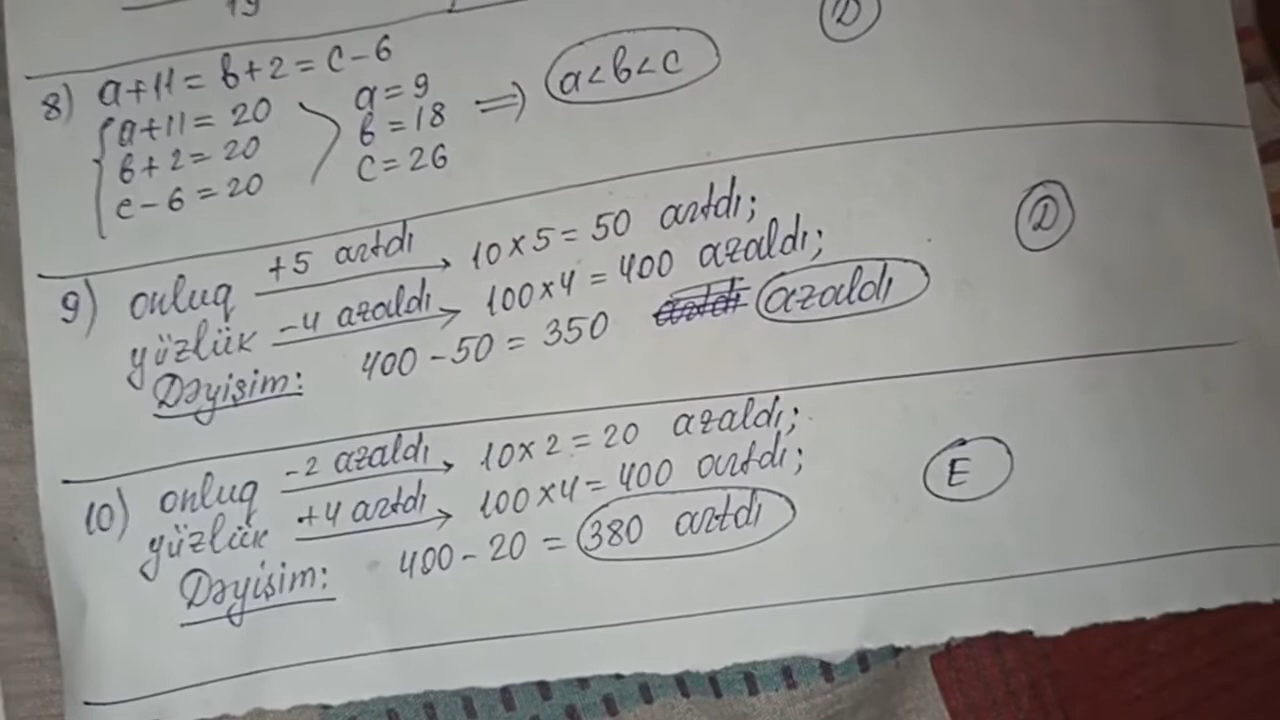 19
D
8) a+11 = b+2 = c-6
a+11 = 20 a = 9
b+2 = 20 b = 18 ⇒ a<b<c
c-6 = 20 c = 26
9) onluq +5 artdı → 10×5 = 50 artdı;
yüzlük -4 azaldı → 100×4 = 400 azaldı; D
Dəyişim: 400-50 = 350 artdı azaldı
10) onluq -2 azaldı → 10×2 = 20 azaldı;
yüzlük +4 artdı → 100×4 = 400 artdı; E
Dəyişim: 400-20 = 380 artdı